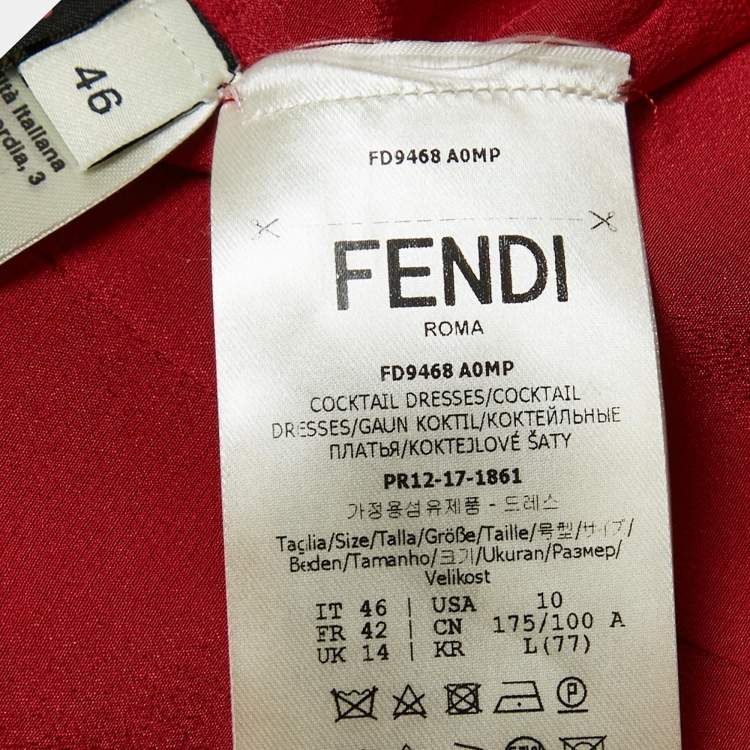 46
tà Italiana
ordia, 3
FD9468 A0MP
FENDI
ROMA
FD9468 A0MP
COCKTAIL DRESSES/COCKTAIL
DRESSES/GAUN KOKTIL/КОКТЕЙЛЬНЫЕ
ПЛАТЬЯ/KOKTEJLOVÉ ŠATY
PR12-17-1861
가정용섬유제품 - 드레스
Taglia/Size/Talla/Größe/Taille/号型/サイズ/
Beden/Tamanho/크기/Ukuran/Размер/
Velikost
IT 46 | USA 10
FR 42 | CN 175/100 A
UK 14 | KR L(77)
P